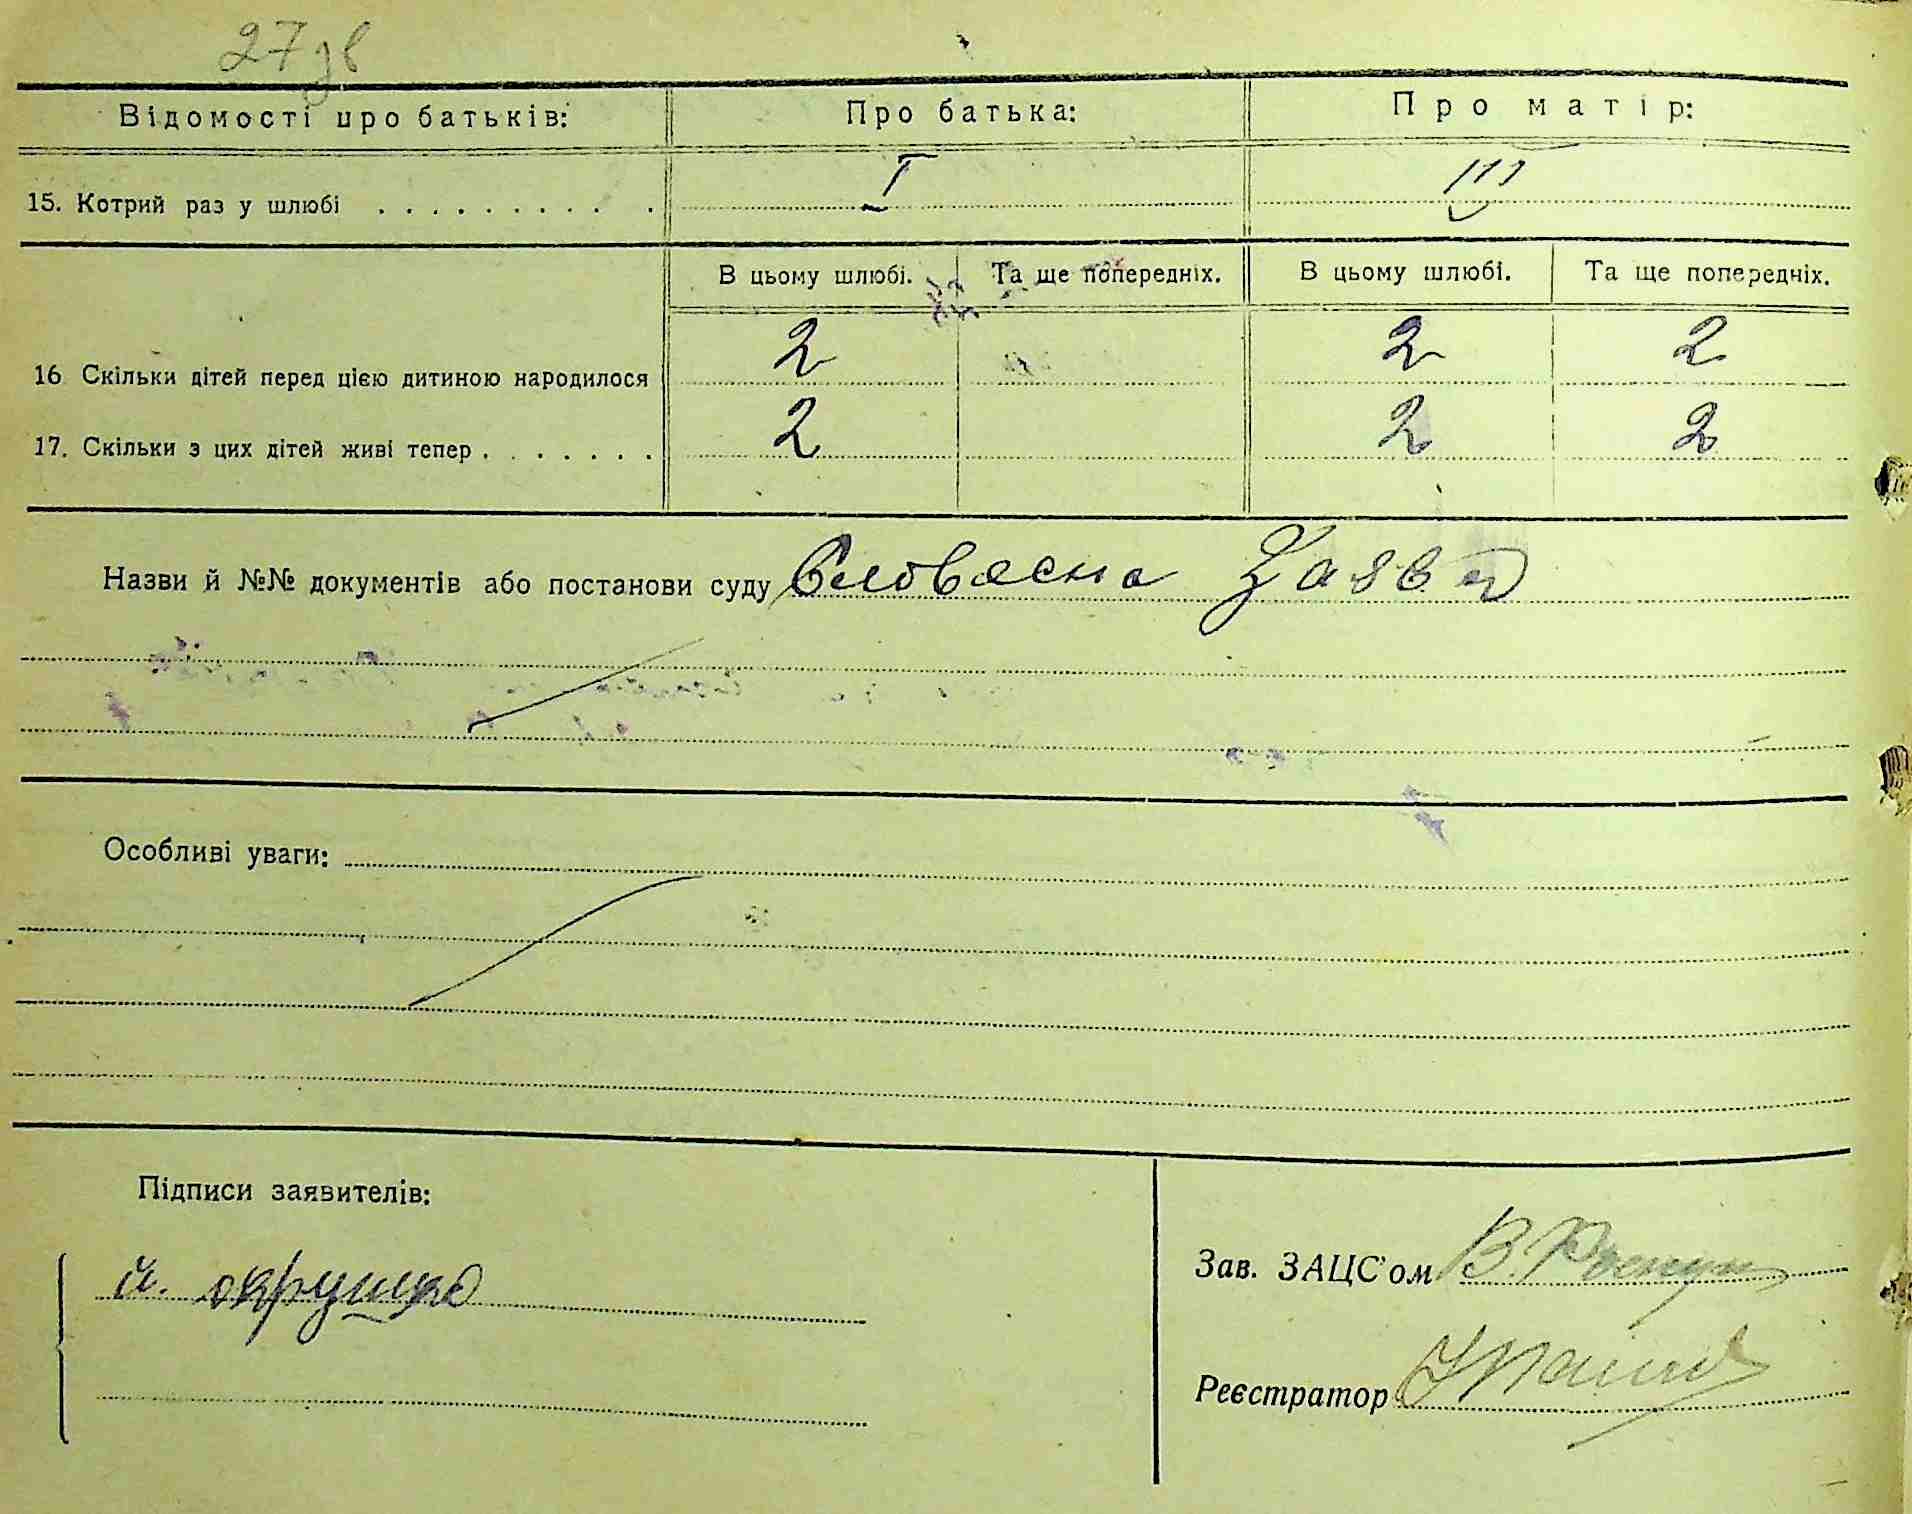 27 зв
Відомості про батьків: Про батька: Про матір:
15. Котрий раз у шлюбі . . . . . . . . . . I III
В цьому шлюбі. Та ще попередніх. В цьому шлюбі. Та ще попередніх.
16 Скільки дітей перед цією дитиною народилося 2 2 2
17. Скільки з цих дітей живі тепер . . . . . . . 2 2 2
Назви й №№ документів або постанови суду Словесна Заява
Особливі уваги:
Підписи заявителів:
Зав. ЗАЦС'ом В.
Реєстратор